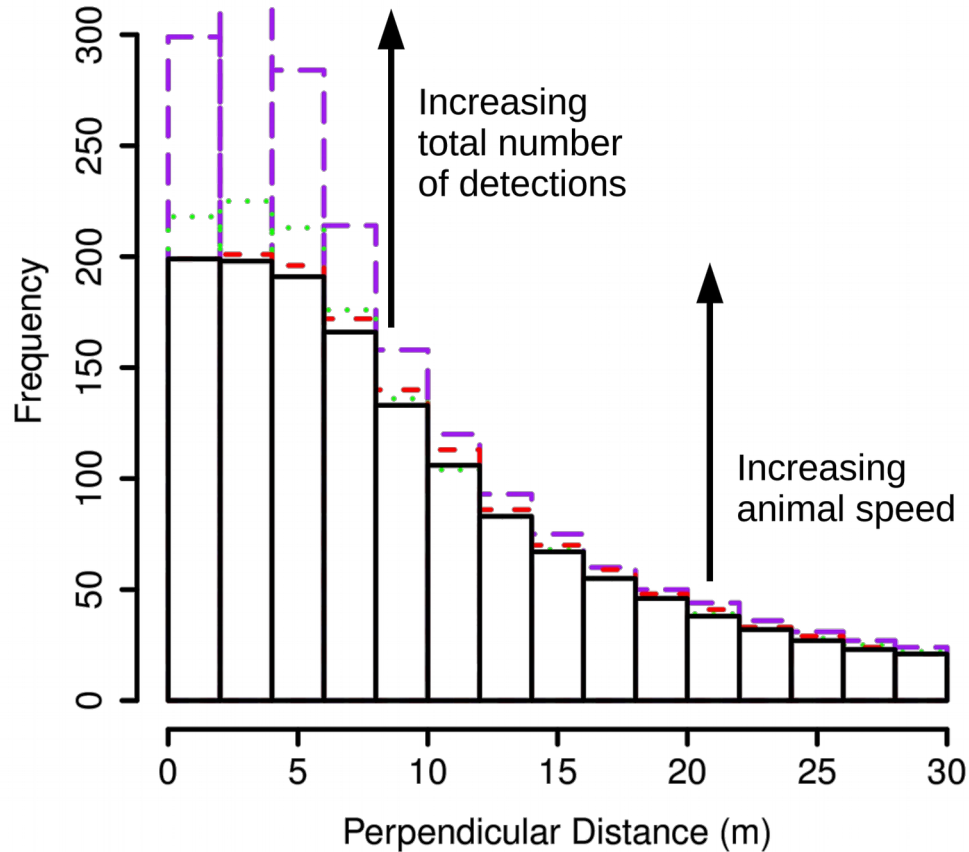 300
250
200
150
100
50
0
Frequency
Increasing
total number
of detections
Increasing
animal speed
0 5 10 15 20 25 30
Perpendicular Distance (m)